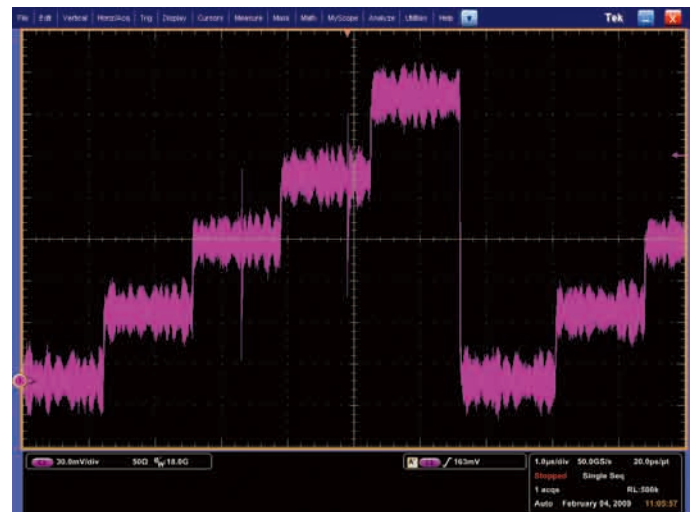 File Edit Vertical Horiz/Acq Trig Display Cursors Measure Mask Math MyScope Analyze Utilities Help Tek
30.0mV/div 50Ω 18.0G
163mV
1.0µs/div 50.0GS/s 20.0ps/pt
Stopped Single Seq
1 acqs RL:500k
Auto February 04, 2009 11:05:57